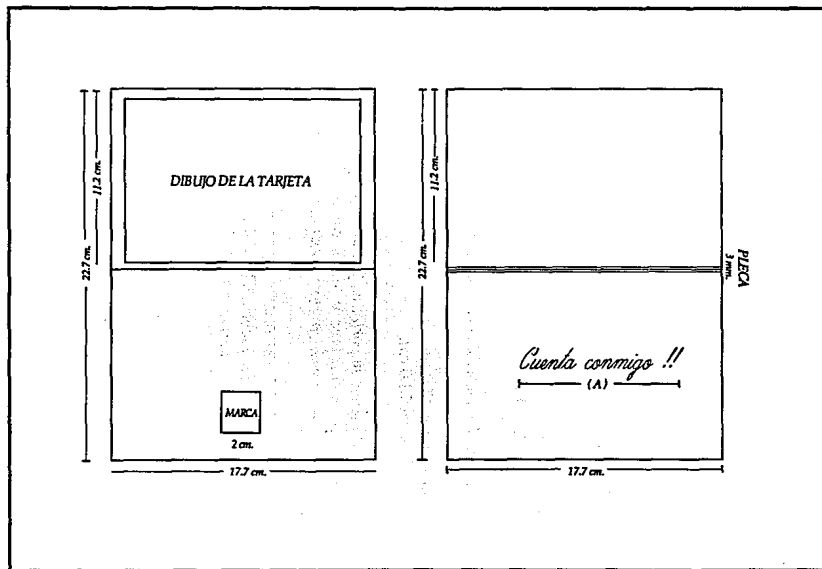 DIBUJO DE LA TARJETA
11.2 cm.
22.7 cm.
MARCA
2 cm.
17.7 cm.
11.2 cm.
22.7 cm.
PLECA
3 mm.
Cuenta conmigo !!
(A)
17.7 cm.